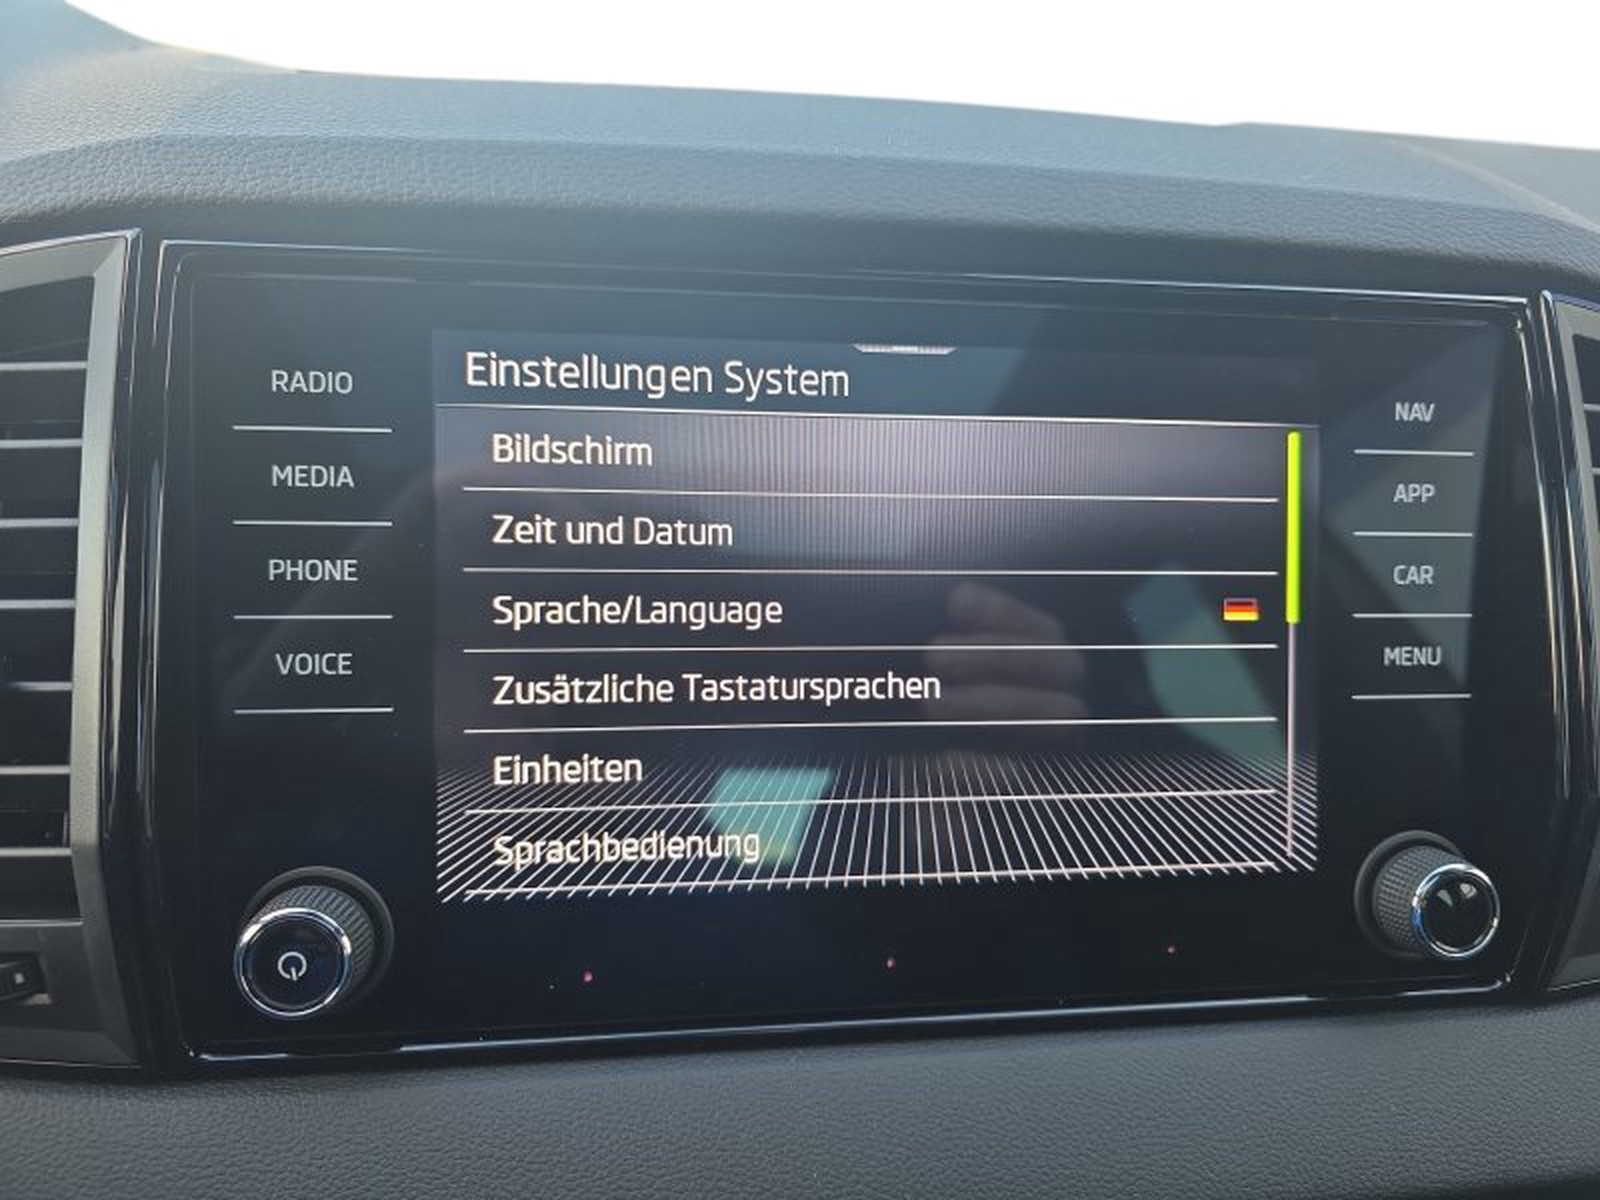 RADIO
MEDIA
PHONE
VOICE
Einstellungen System
Bildschirm
Zeit und Datum
Sprache/Language
Zusätzliche Tastatursprachen
Einheiten
Sprachbedienung
NAV
APP
CAR
MENU